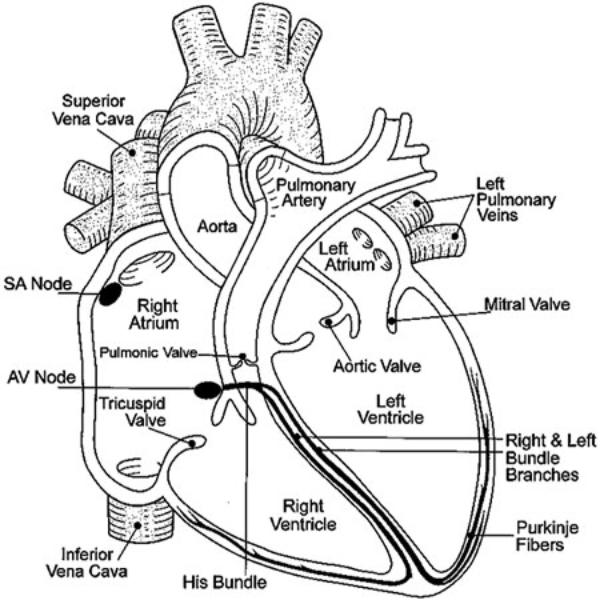 Superior
Vena Cava
Pulmonary
Artery
Left
Pulmonary
Veins
Aorta
Left
Atrium
SA Node
Right
Atrium
Mitral Valve
Pulmonic Valve
Aortic Valve
AV Node
Tricuspid
Valve
Left
Ventricle
Right & Left
Bundle
Branches
Right
Ventricle
Purkinje
Fibers
Inferior
Vena Cava
His Bundle